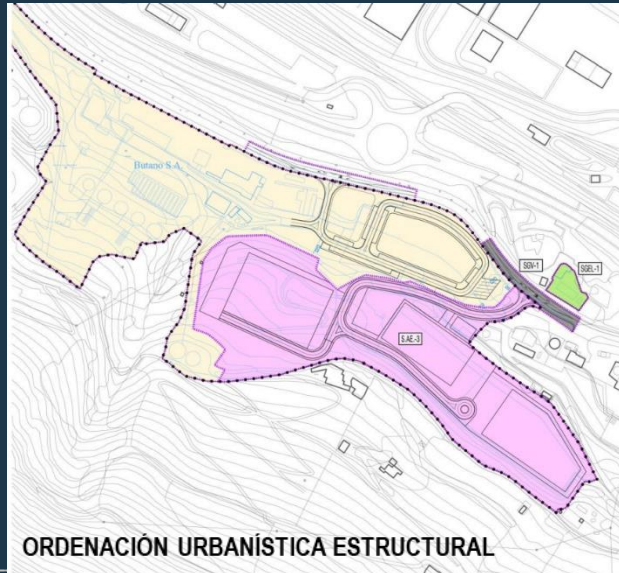 Butano S.A.
SGV-1
SGEL-1
S.AE.-3
ORDENACIÓN URBANÍSTICA ESTRUCTURAL